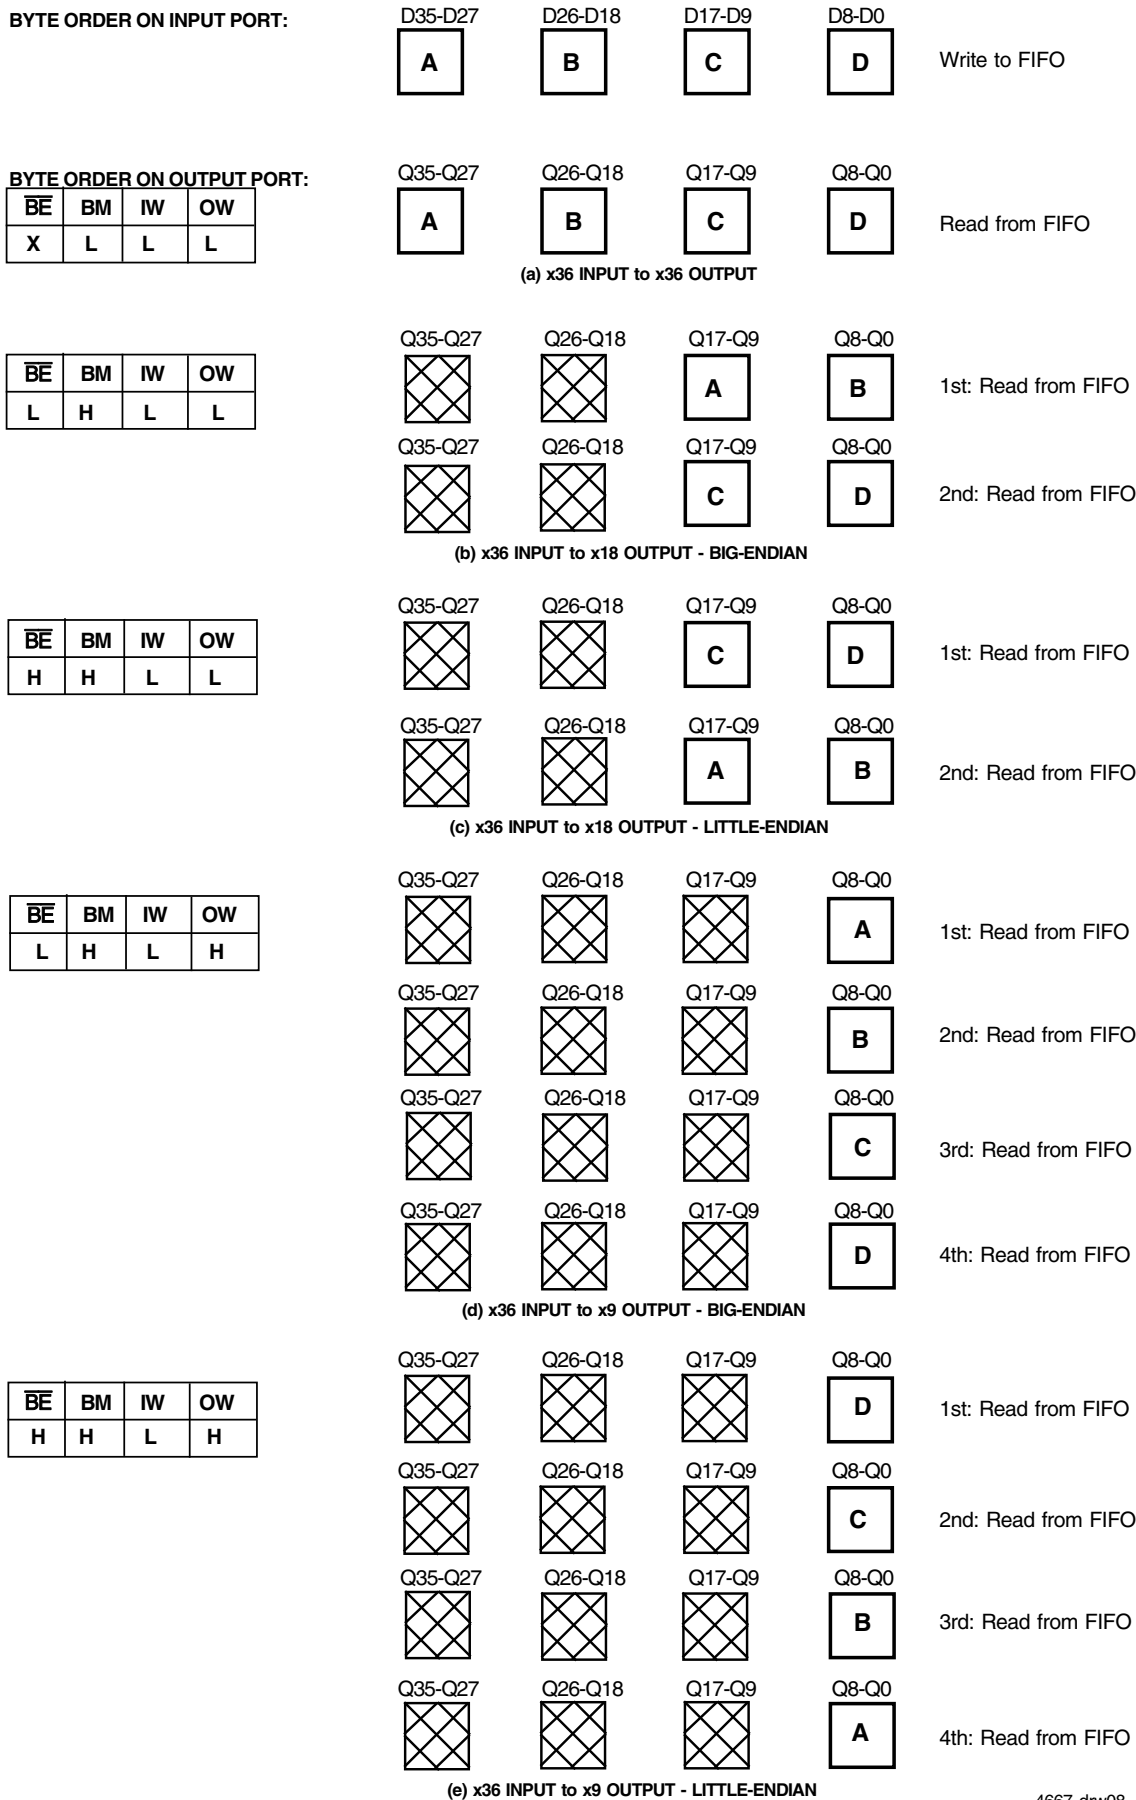 BYTE ORDER ON INPUT PORT:
D35-D27 D26-D18 D17-D9 D8-D0
A B C D Write to FIFO
BYTE ORDER ON OUTPUT PORT:
Q35-Q27 Q26-Q18 Q17-Q9 Q8-Q0
BE BM IW OW
X L L L
A B C D Read from FIFO
(a) x36 INPUT to x36 OUTPUT
Q35-Q27 Q26-Q18 Q17-Q9 Q8-Q0
BE BM IW OW
L H L L
A B 1st: Read from FIFO
Q35-Q27 Q26-Q18 Q17-Q9 Q8-Q0
C D 2nd: Read from FIFO
(b) x36 INPUT to x18 OUTPUT - BIG-ENDIAN
Q35-Q27 Q26-Q18 Q17-Q9 Q8-Q0
BE BM IW OW
H H L L
C D 1st: Read from FIFO
Q35-Q27 Q26-Q18 Q17-Q9 Q8-Q0
A B 2nd: Read from FIFO
(c) x36 INPUT to x18 OUTPUT - LITTLE-ENDIAN
Q35-Q27 Q26-Q18 Q17-Q9 Q8-Q0
BE BM IW OW
L H L H
A 1st: Read from FIFO
Q35-Q27 Q26-Q18 Q17-Q9 Q8-Q0
B 2nd: Read from FIFO
Q35-Q27 Q26-Q18 Q17-Q9 Q8-Q0
C 3rd: Read from FIFO
Q35-Q27 Q26-Q18 Q17-Q9 Q8-Q0
D 4th: Read from FIFO
(d) x36 INPUT to x9 OUTPUT - BIG-ENDIAN
Q35-Q27 Q26-Q18 Q17-Q9 Q8-Q0
BE BM IW OW
H H L H
D 1st: Read from FIFO
Q35-Q27 Q26-Q18 Q17-Q9 Q8-Q0
C 2nd: Read from FIFO
Q35-Q27 Q26-Q18 Q17-Q9 Q8-Q0
B 3rd: Read from FIFO
Q35-Q27 Q26-Q18 Q17-Q9 Q8-Q0
A 4th: Read from FIFO
(e) x36 INPUT to x9 OUTPUT - LITTLE-ENDIAN